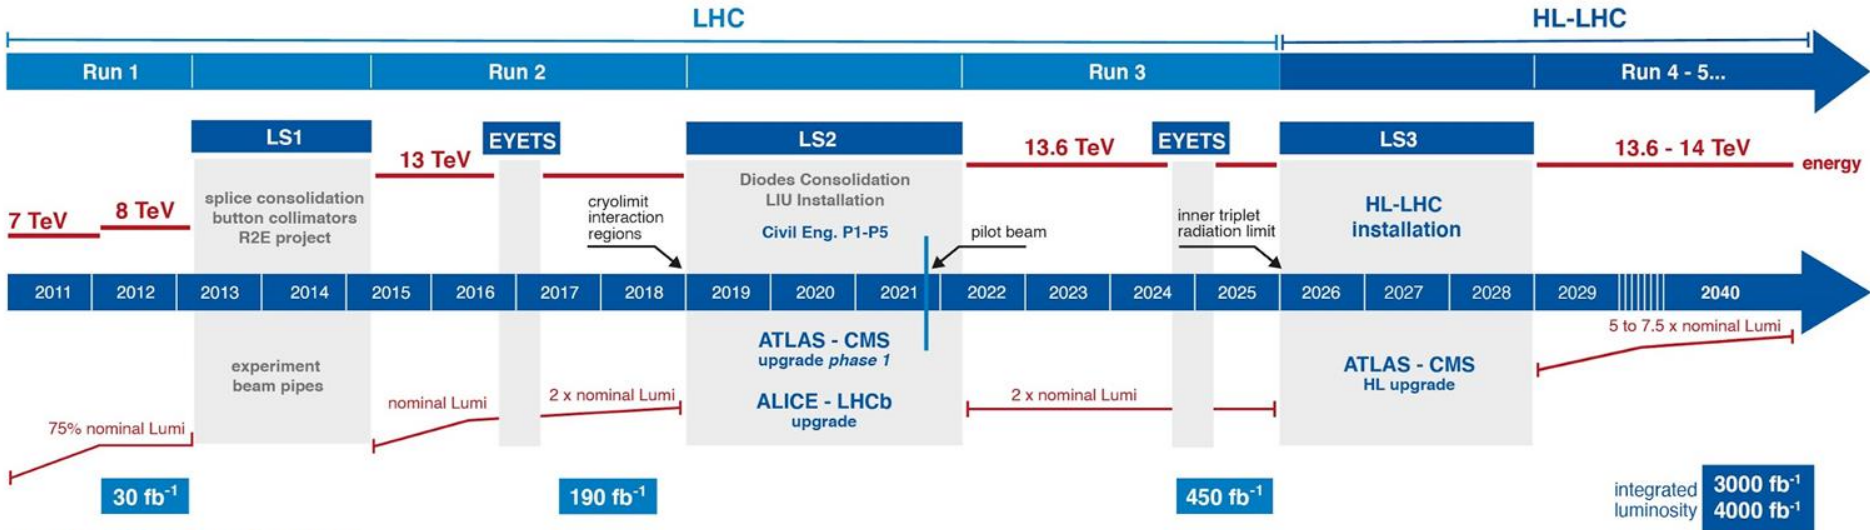 LHC
HL-LHC
Run 1
Run 2
Run 3
Run 4 - 5...
LS1
EYETS
LS2
EYETS
LS3
13 TeV
13.6 TeV
13.6 - 14 TeV
energy
7 TeV
8 TeV
splice consolidation
button collimators
R2E project
cryolimit
interaction
regions
Diodes Consolidation
LIU Installation
Civil Eng. P1-P5
pilot beam
inner triplet
radiation limit
HL-LHC
installation
2011
2012
2013
2014
2015
2016
2017
2018
2019
2020
2021
2022
2023
2024
2025
2026
2027
2028
2029
2040
5 to 7.5 x nominal Lumi
experiment
beam pipes
ATLAS - CMS
upgrade phase 1
ALICE - LHCb
upgrade
ATLAS - CMS
HL upgrade
75% nominal Lumi
nominal Lumi
2 x nominal Lumi
2 x nominal Lumi
30 fb⁻¹
190 fb⁻¹
450 fb⁻¹
integrated
luminosity
3000 fb⁻¹
4000 fb⁻¹